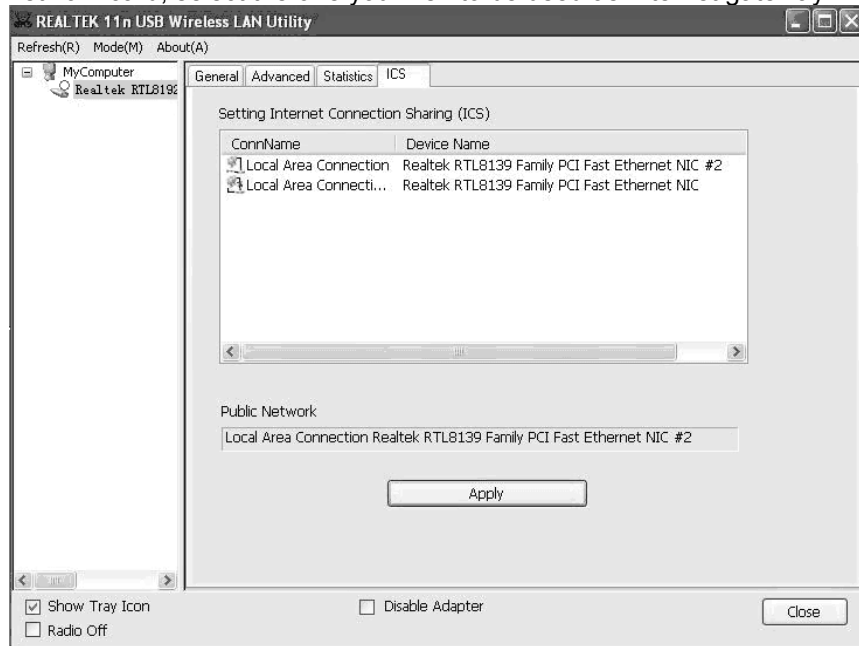 REALTEK 11n USB Wireless LAN Utility
Refresh(R) Mode(M) About(A)
MyComputer
Realtek RTL8192
General Advanced Statistics ICS
Setting Internet Connection Sharing (ICS)
ConnName Device Name
Local Area Connection Realtek RTL8139 Family PCI Fast Ethernet NIC #2
Local Area Connecti... Realtek RTL8139 Family PCI Fast Ethernet NIC
Public Network
Local Area Connection Realtek RTL8139 Family PCI Fast Ethernet NIC #2
Apply
Show Tray Icon Disable Adapter Close
Radio Off